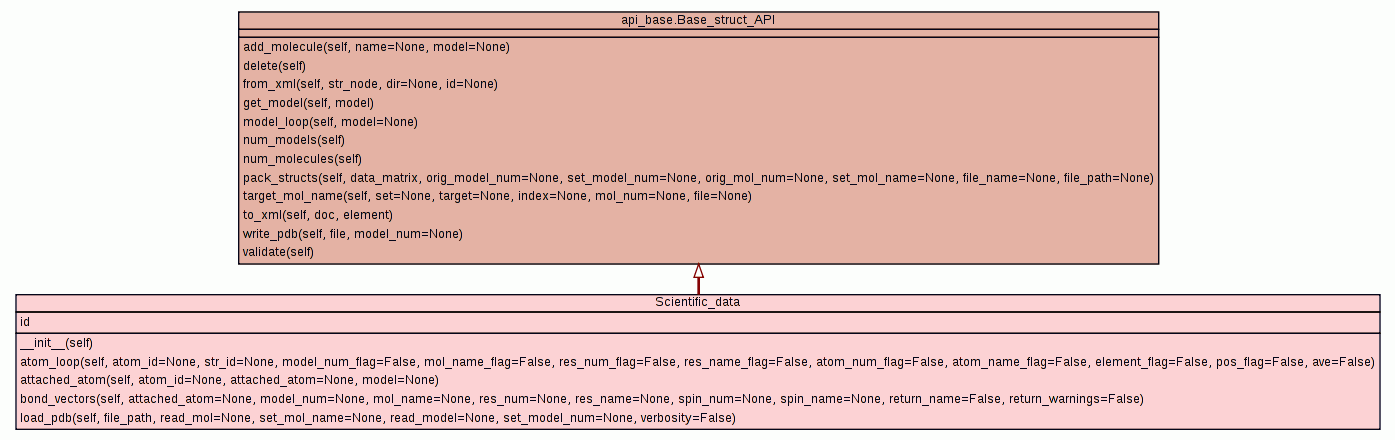 api_base.Base_struct_API
add_molecule(self, name=None, model=None)
delete(self)
from_xml(self, str_node, dir=None, id=None)
get_model(self, model)
model_loop(self, model=None)
num_models(self)
num_molecules(self)
pack_structs(self, data_matrix, orig_model_num=None, set_model_num=None, orig_mol_num=None, set_mol_name=None, file_name=None, file_path=None)
target_mol_name(self, set=None, target=None, index=None, mol_num=None, file=None)
to_xml(self, doc, element)
write_pdb(self, file, model_num=None)
validate(self)
Scientific_data
id
__init__(self)
atom_loop(self, atom_id=None, str_id=None, model_num_flag=False, mol_name_flag=False, res_num_flag=False, res_name_flag=False, atom_num_flag=False, atom_name_flag=False, element_flag=False, pos_flag=False, ave=False)
attached_atom(self, atom_id=None, attached_atom=None, model=None)
bond_vectors(self, attached_atom=None, model_num=None, mol_name=None, res_num=None, res_name=None, spin_num=None, spin_name=None, return_name=False, return_warnings=False)
load_pdb(self, file_path, read_mol=None, set_mol_name=None, read_model=None, set_model_num=None, verbosity=False)